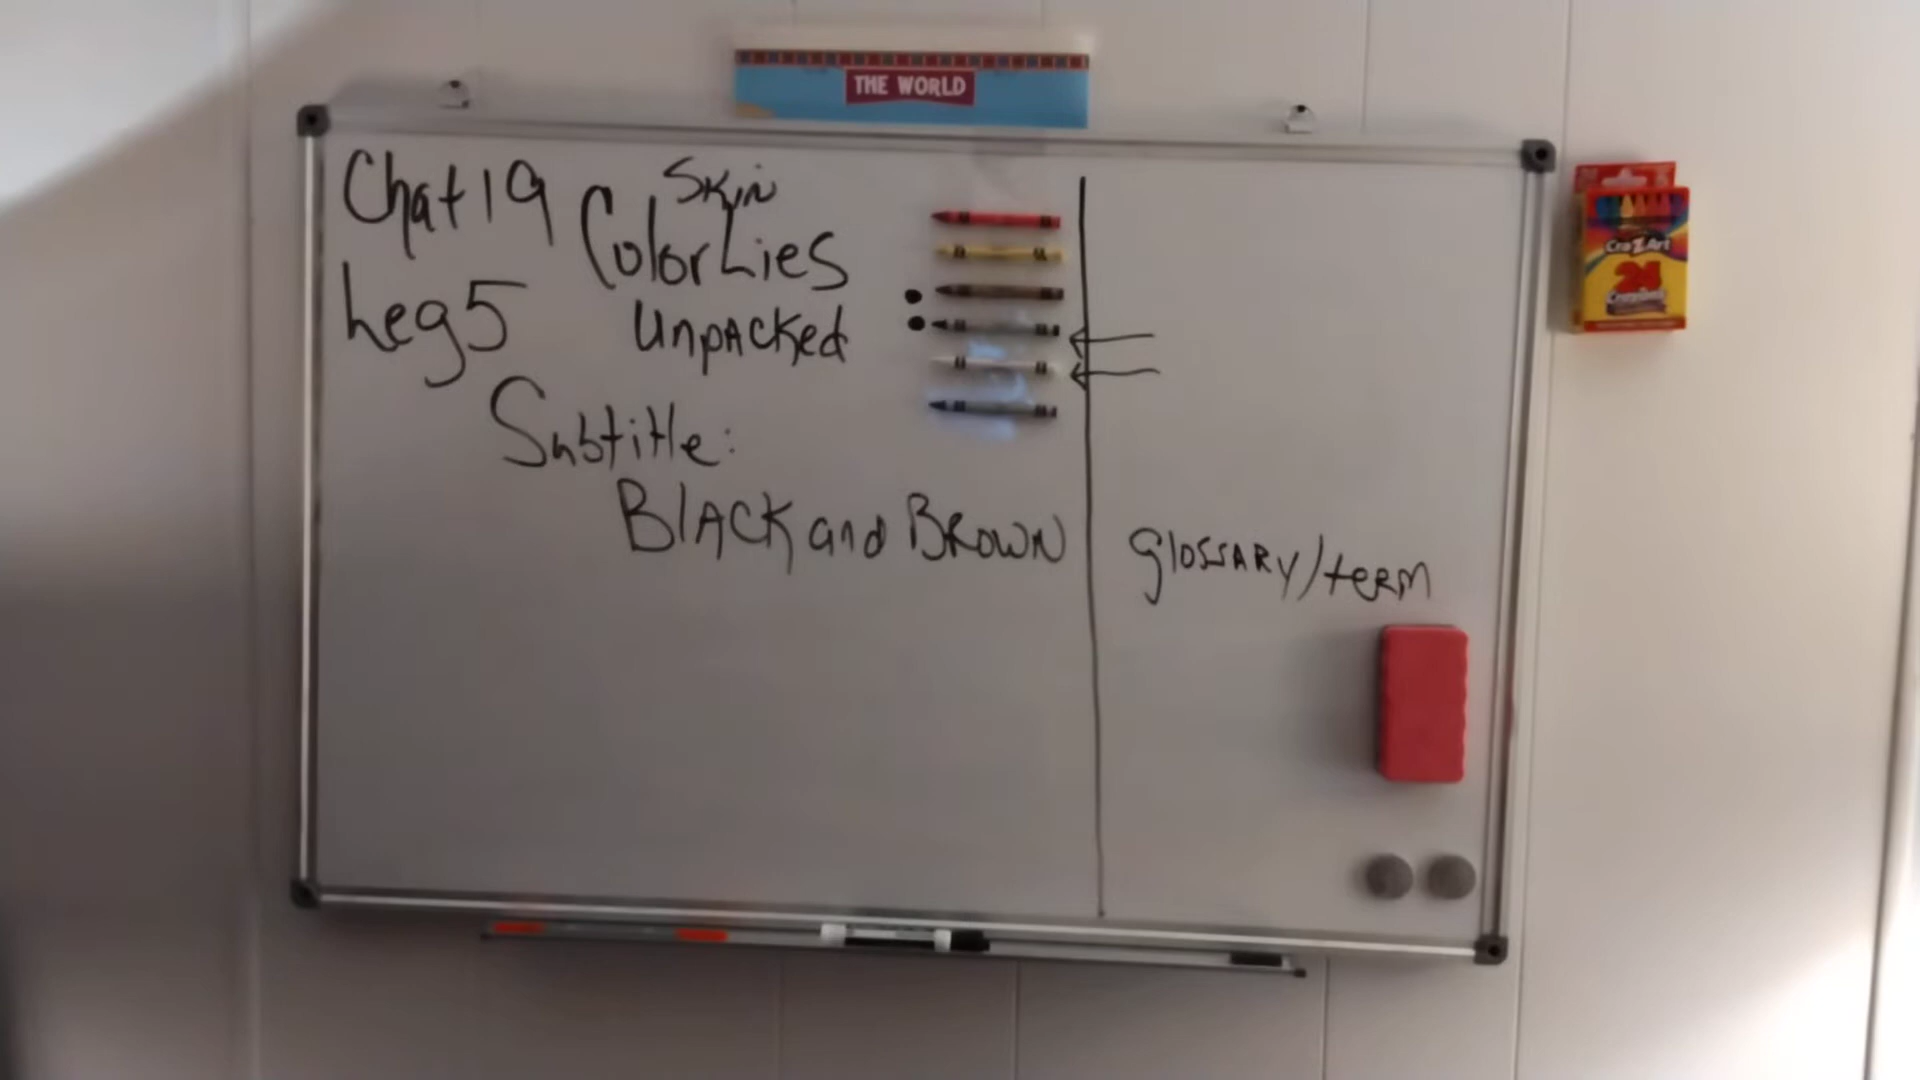 THE WORLD
Chat 19
Leg 5
Skin
Color Lies
Unpacked
Subtitle:
BLACK and BROWN
glossary/term
Cra-Z-Art
24
Crayons